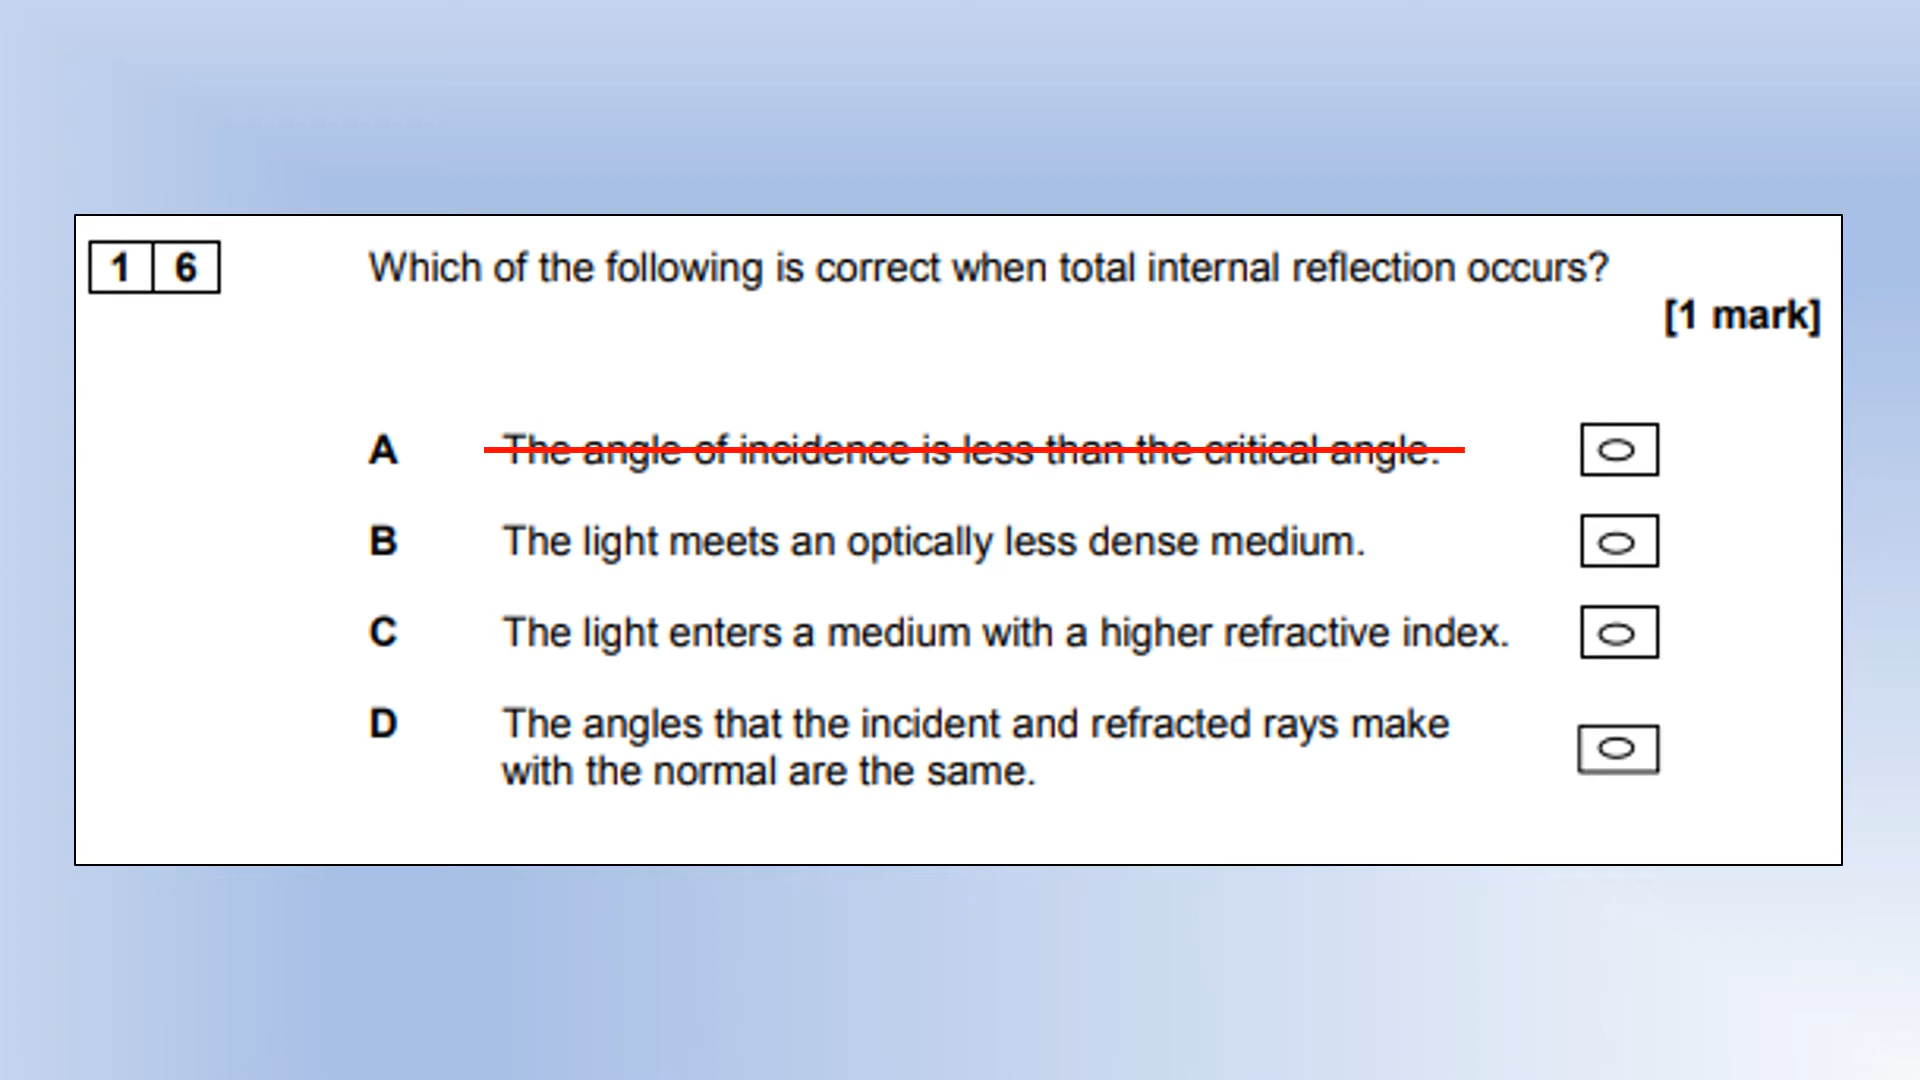 1 6 Which of the following is correct when total internal reflection occurs?
[1 mark]
A The angle of incidence is less than the critical angle.
B The light meets an optically less dense medium.
C The light enters a medium with a higher refractive index.
D The angles that the incident and refracted rays make
with the normal are the same.